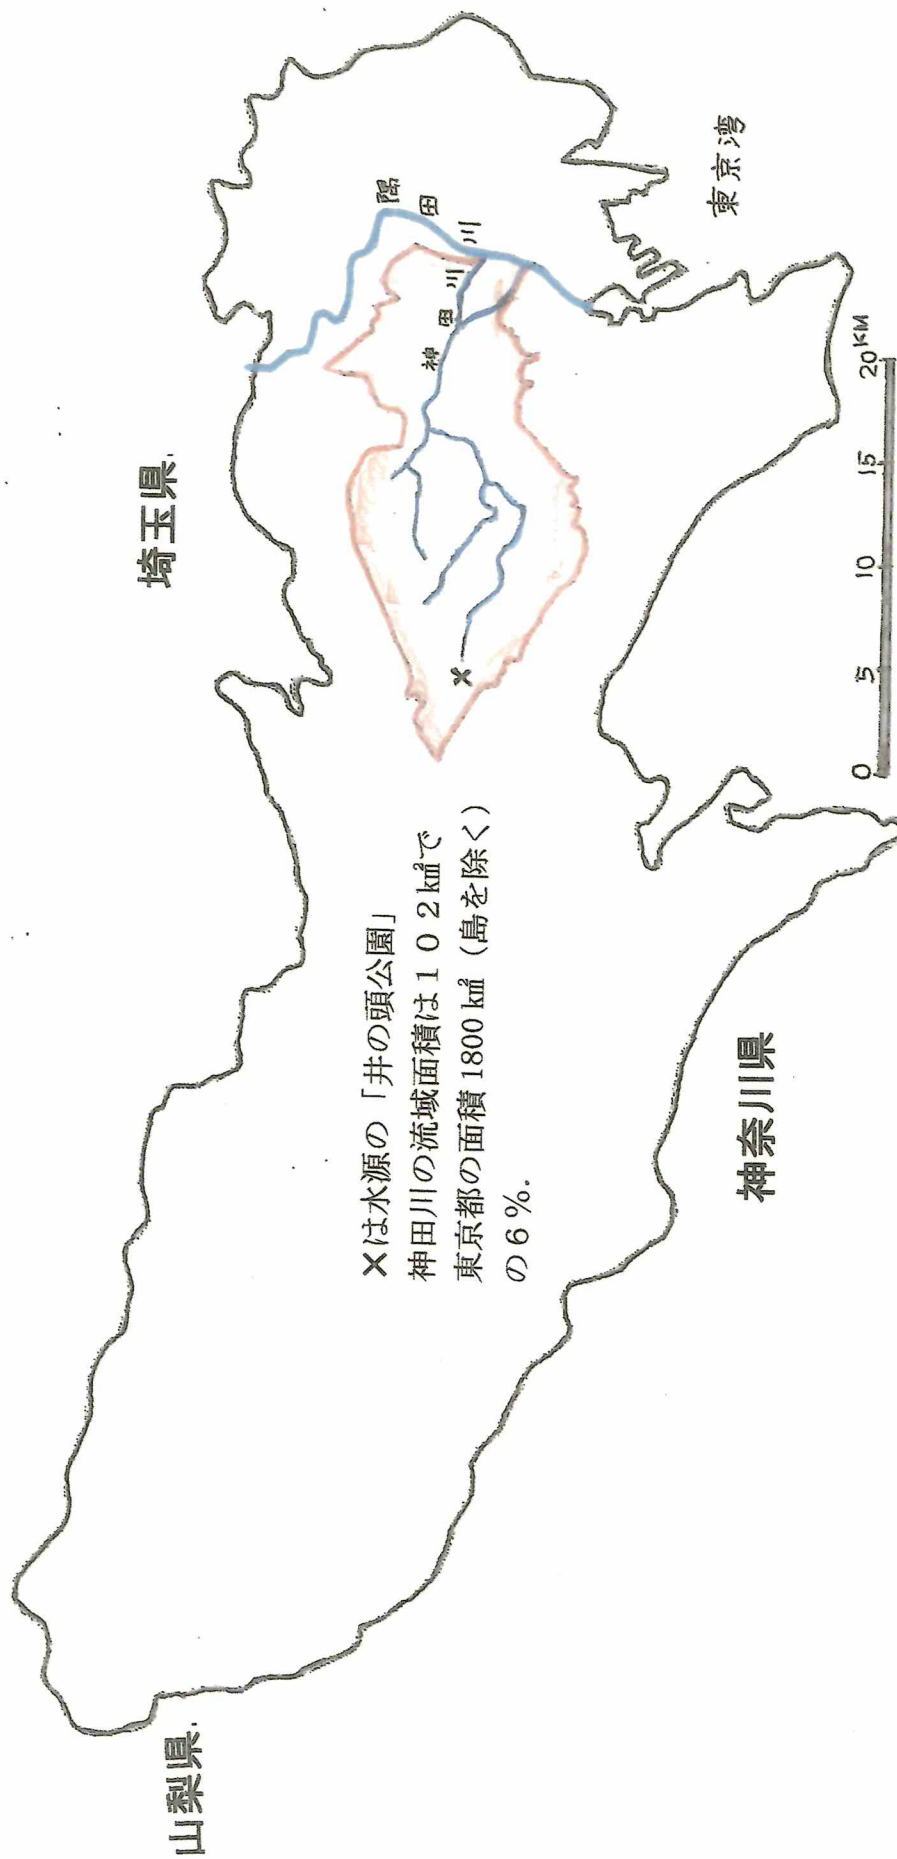 埼玉県
山梨県
隅田川
神田川
東京湾
×は水源の「井の頭公園」
神田川の流域面積は102㎢で
東京都の面積1800㎢(島を除く)
の6%.
神奈川県
0 5 10 15 20KM